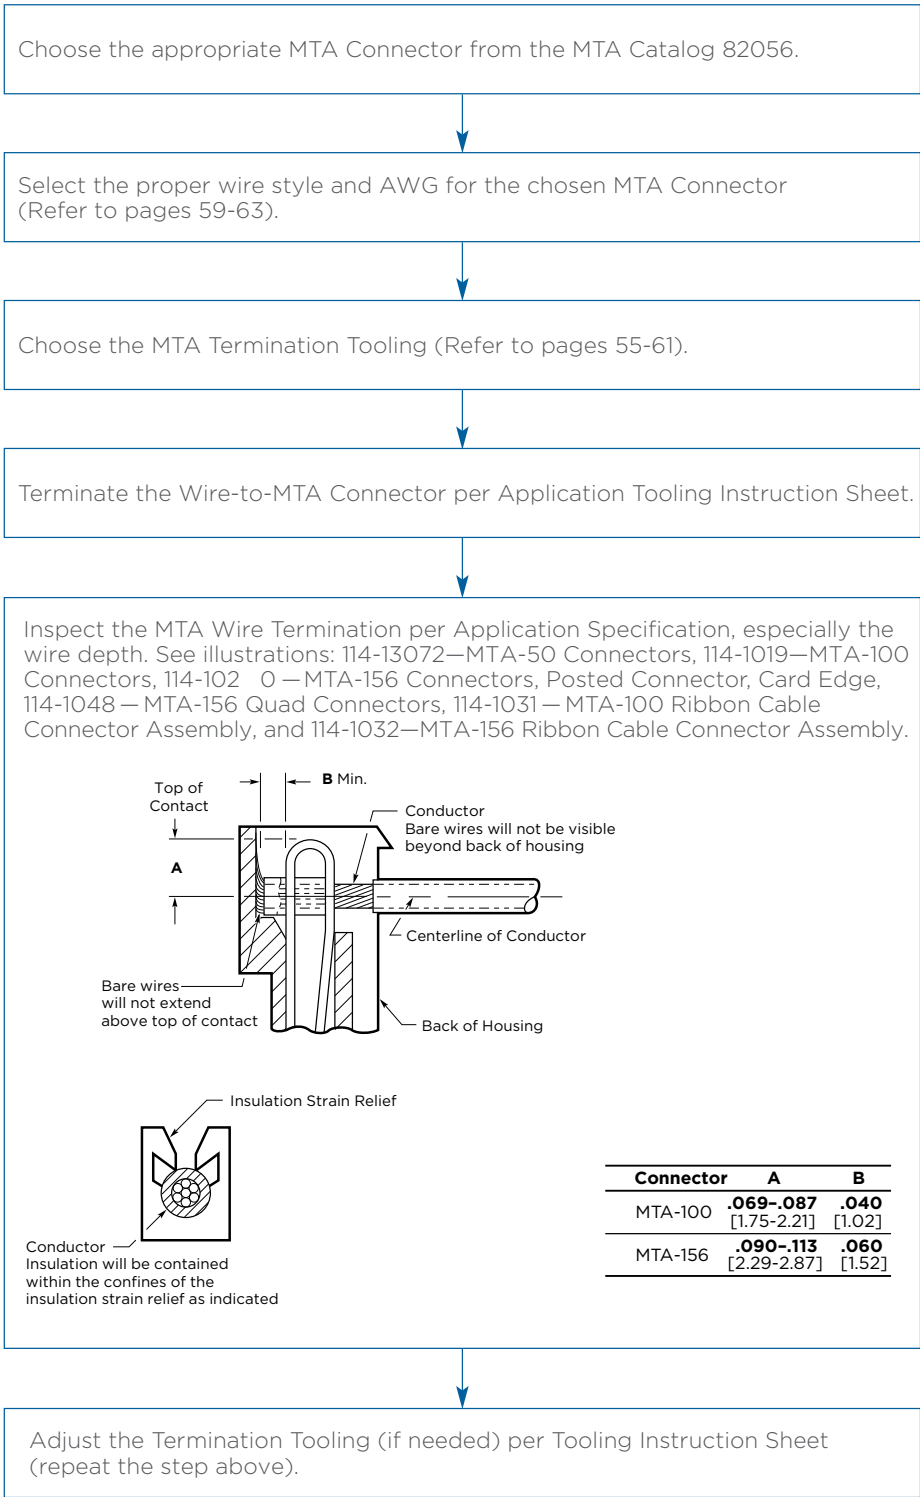 Choose the appropriate MTA Connector from the MTA Catalog 82056.
Select the proper wire style and AWG for the chosen MTA Connector
(Refer to pages 59-63).
Choose the MTA Termination Tooling (Refer to pages 55-61).
Terminate the Wire-to-MTA Connector per Application Tooling Instruction Sheet.
Inspect the MTA Wire Termination per Application Specification, especially the
wire depth. See illustrations: 114-13072—MTA-50 Connectors, 114-1019—MTA-100
Connectors, 114-102 0 — MTA-156 Connectors, Posted Connector, Card Edge,
114-1048 — MTA-156 Quad Connectors, 114-1031 — MTA-100 Ribbon Cable
Connector Assembly, and 114-1032—MTA-156 Ribbon Cable Connector Assembly.
Top of
Contact
B Min.
Conductor
Bare wires will not be visible
beyond back of housing
A
Centerline of Conductor
Bare wires
will not extend
above top of contact
Back of Housing
Insulation Strain Relief
Conductor
Insulation will be contained
within the confines of the
insulation strain relief as indicated
Connector A B
MTA-100 .069–.087 .040
[1.75-2.21] [1.02]
MTA-156 .090–.113 .060
[2.29-2.87] [1.52]
Adjust the Termination Tooling (if needed) per Tooling Instruction Sheet
(repeat the step above).